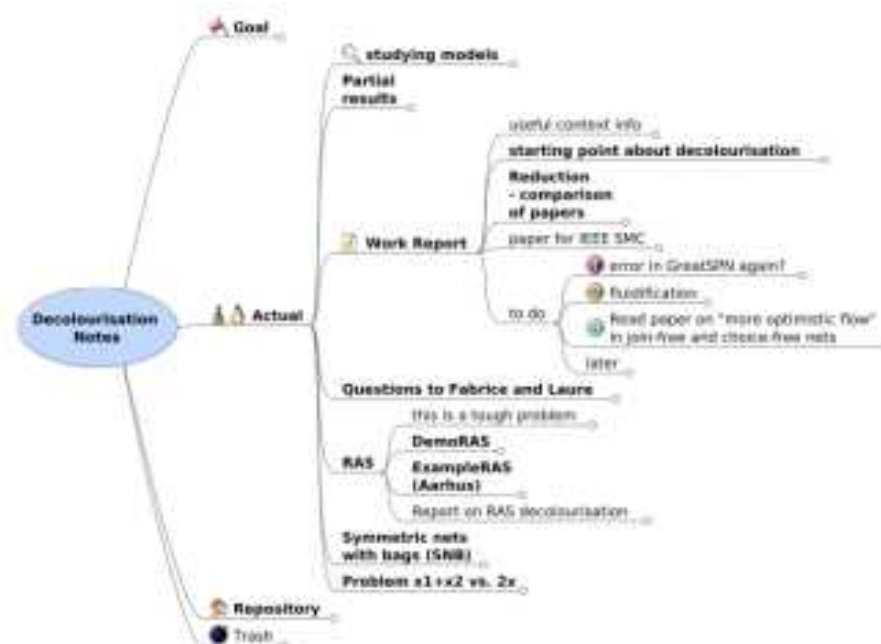 Goal
studying models
Partial
results
useful context info
starting point about decolourisation
Reduction
- comparison
of papers
Work Report
paper for IEEE SMC
error in GreatSPN again?
fluidification
to do
Read paper on "more optimistic flow"
in join-free and choice-free nets
later
Decolourisation
Notes
Actual
Questions to Fabrice and Laure
this is a tough problem
DemoRAS
RAS
ExampleRAS
(Aarhus)
Report on RAS decolourisation
Symmetric nets
with bags (SNB)
Problem x1+x2 vs. 2x
Repository
Trash